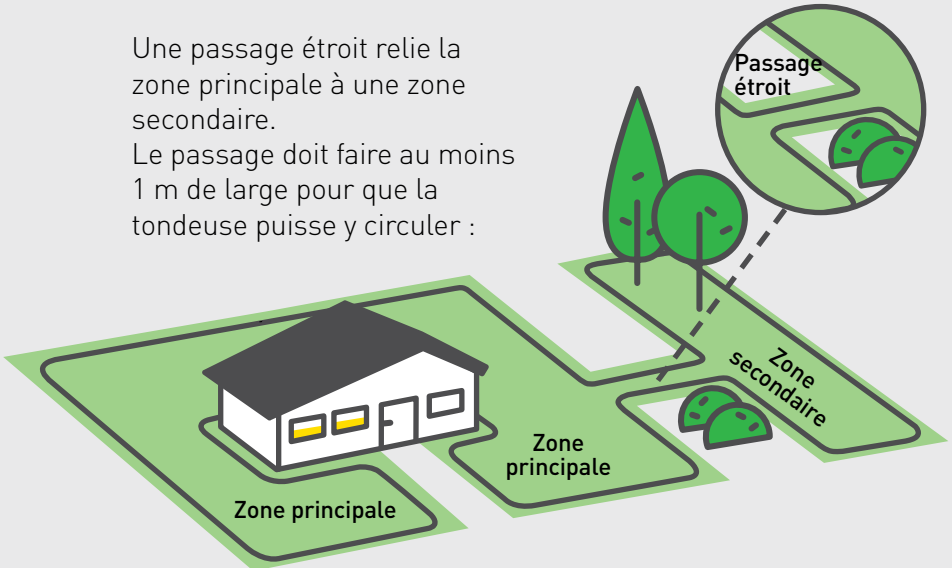 Une passage étroit relie la
zone principale à une zone
secondaire.
Le passage doit faire au moins
1 m de large pour que la
tondeuse puisse y circuler :
Passage
étroit
Zone
secondaire
Zone
principale
Zone principale